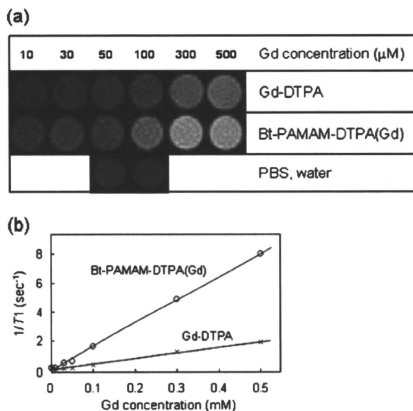 (a)
10 30 50 100 300 500 Gd concentration (μM)
Gd-DTPA
Bt-PAMAM-DTPA(Gd)
PBS, water
(b)
8
6
4
2
0
1/T1 (sec⁻¹)
Bt-PAMAM-DTPA(Gd)
Gd-DTPA
0 0.1 0.2 0.3 0.4 0.5
Gd concentration (mM)